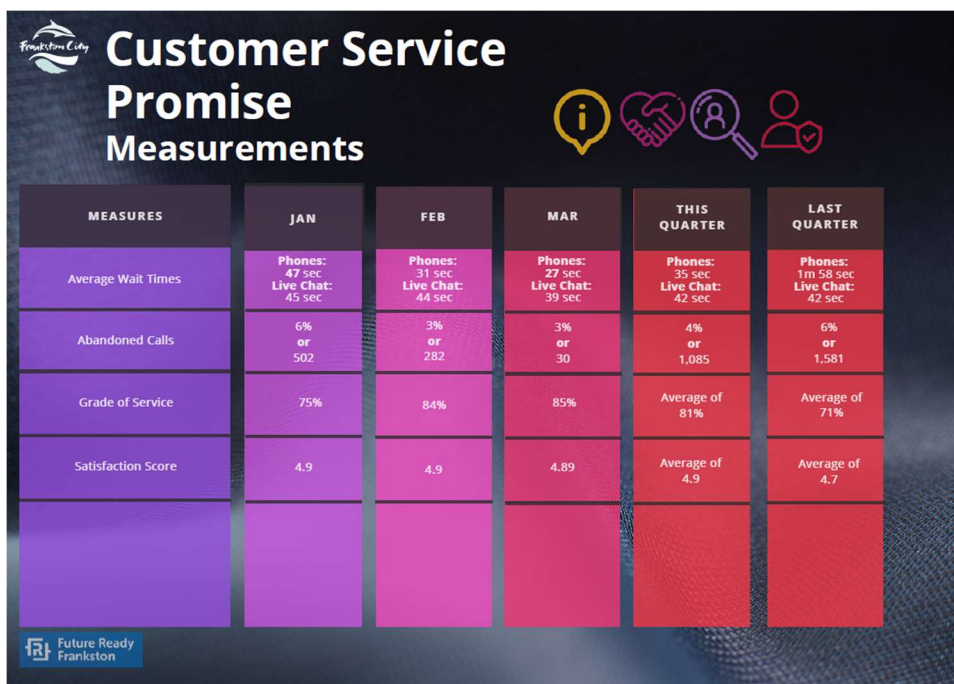 Frankston City
Customer Service
Promise
Measurements
MEASURES
JAN
FEB
MAR
THIS
QUARTER
LAST
QUARTER
Average Wait Times
Phones:
47 sec
Live Chat:
45 sec
Phones:
31 sec
Live Chat:
44 sec
Phones:
27 sec
Live Chat:
39 sec
Phones:
35 sec
Live Chat:
42 sec
Phones:
1m 58 sec
Live Chat:
42 sec
Abandoned Calls
6%
or
502
3%
or
282
3%
or
30
4%
or
1,085
6%
or
1,581
Grade of Service
75%
84%
85%
Average of
81%
Average of
71%
Satisfaction Score
4.9
4.9
4.89
Average of
4.9
Average of
4.7
Future Ready
Frankston